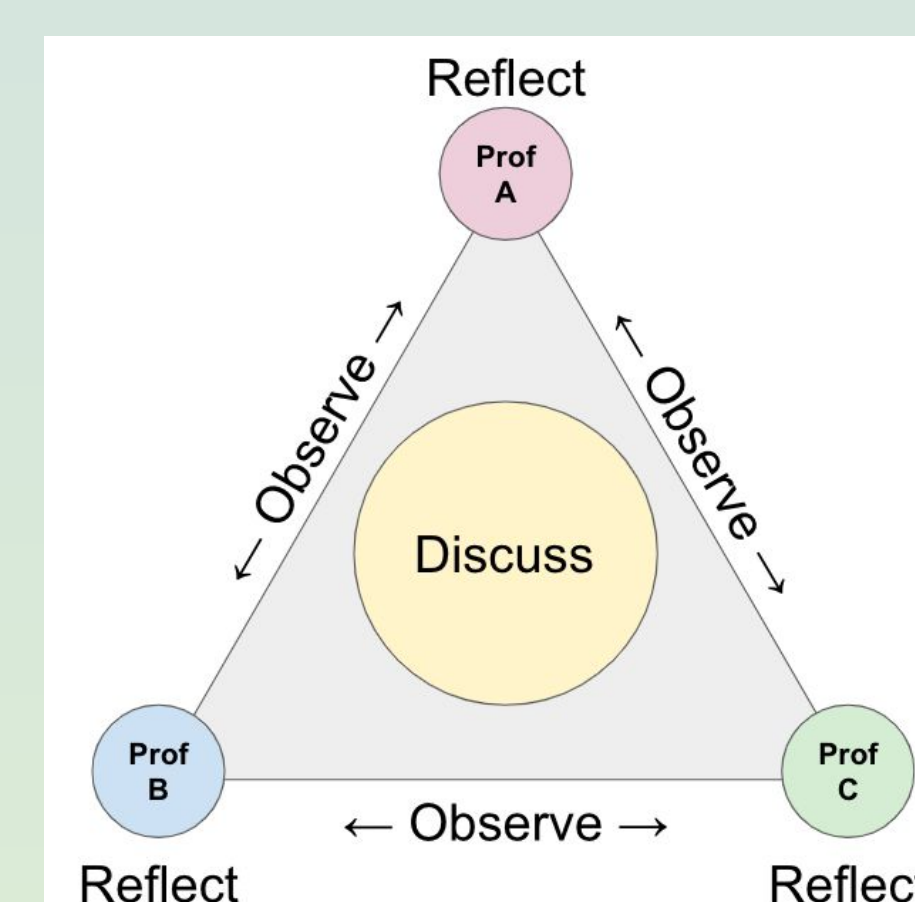 Reflect
Prof
A
← Observe →
← Observe →
Discuss
Prof
B
Prof
C
← Observe →
Reflect
Reflect